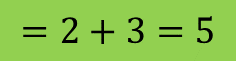 = 2 + 3 = 5